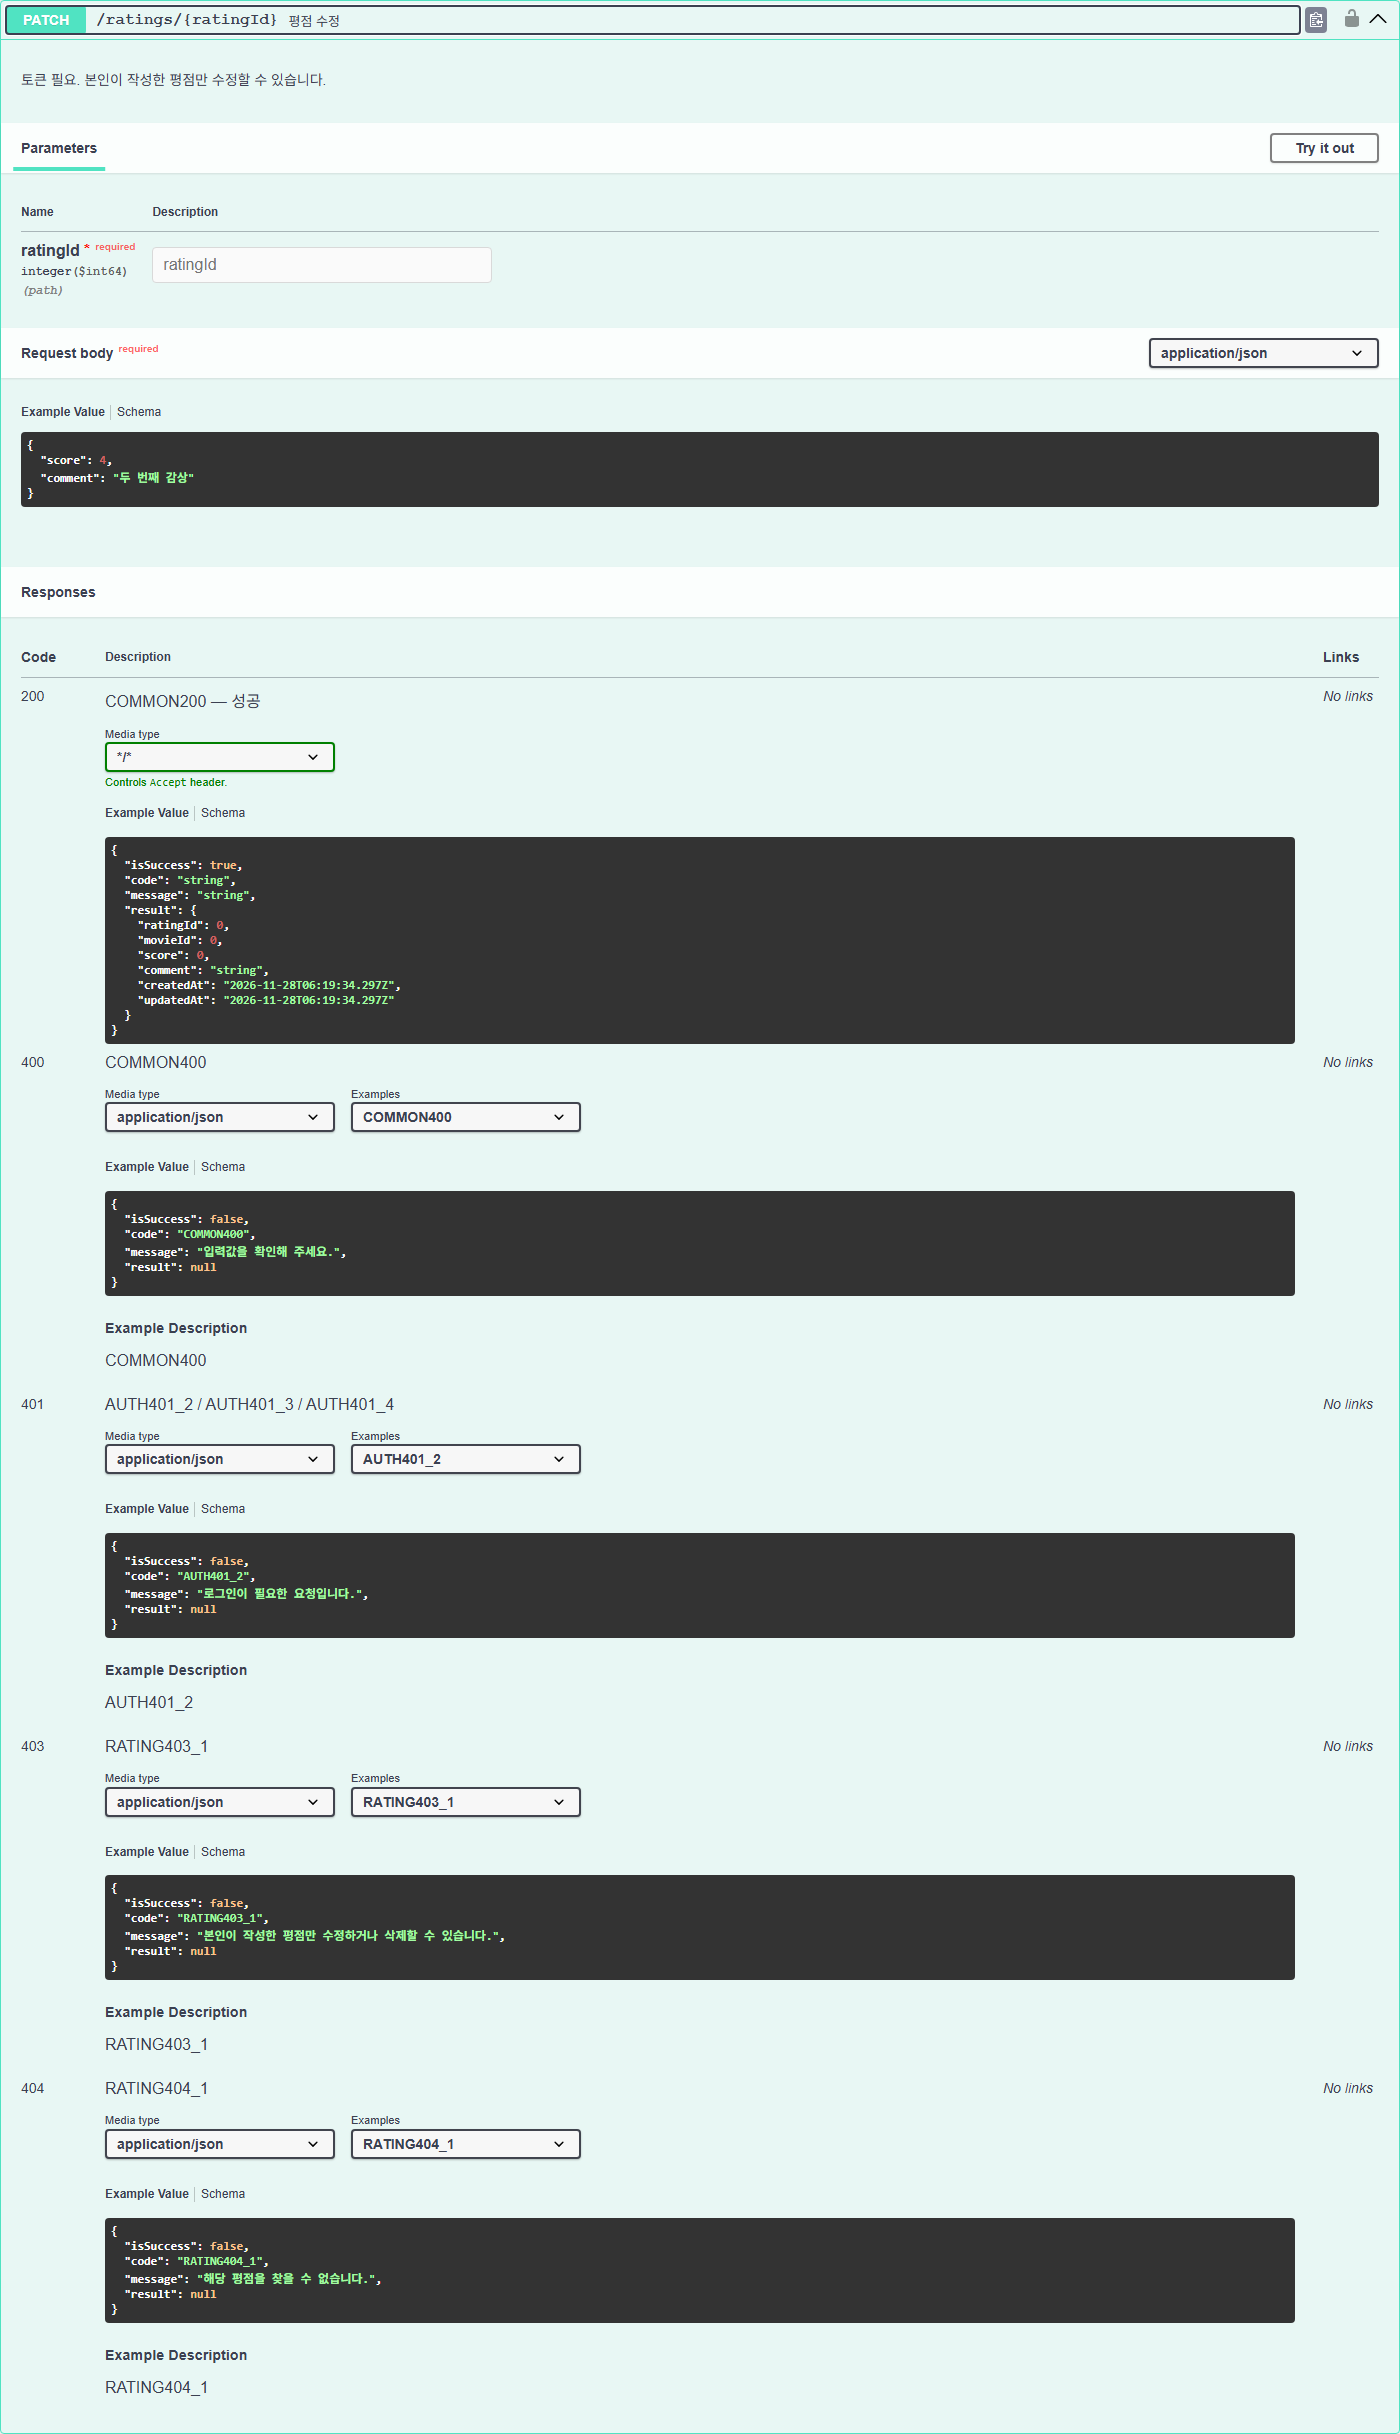 PATCH /ratings/{ratingId} 평점 수정
토큰 필요. 본인이 작성한 평점만 수정할 수 있습니다.
Parameters Try it out
Name Description
ratingId * required ratingId
integer($int64)
(path)
Request body required application/json
Example Value Schema
{
"score": 4,
"comment": "두 번째 감상"
}
Responses
Code Description Links
200 COMMON200 — 성공 No links
Media type
*/*
Controls Accept header.
Example Value Schema
{
"isSuccess": true,
"code": "string",
"message": "string",
"result": {
"ratingId": 0,
"movieId": 0,
"score": 0,
"comment": "string",
"createdAt": "2026-11-28T06:19:34.297Z",
"updatedAt": "2026-11-28T06:19:34.297Z"
}
}
400 COMMON400 No links
Media type Examples
application/json COMMON400
Example Value Schema
{
"isSuccess": false,
"code": "COMMON400",
"message": "입력값을 확인해 주세요.",
"result": null
}
Example Description
COMMON400
401 AUTH401_2 / AUTH401_3 / AUTH401_4 No links
Media type Examples
application/json AUTH401_2
Example Value Schema
{
"isSuccess": false,
"code": "AUTH401_2",
"message": "로그인이 필요한 요청입니다.",
"result": null
}
Example Description
AUTH401_2
403 RATING403_1 No links
Media type Examples
application/json RATING403_1
Example Value Schema
{
"isSuccess": false,
"code": "RATING403_1",
"message": "본인이 작성한 평점만 수정하거나 삭제할 수 있습니다.",
"result": null
}
Example Description
RATING403_1
404 RATING404_1 No links
Media type Examples
application/json RATING404_1
Example Value Schema
{
"isSuccess": false,
"code": "RATING404_1",
"message": "해당 평점을 찾을 수 없습니다.",
"result": null
}
Example Description
RATING404_1